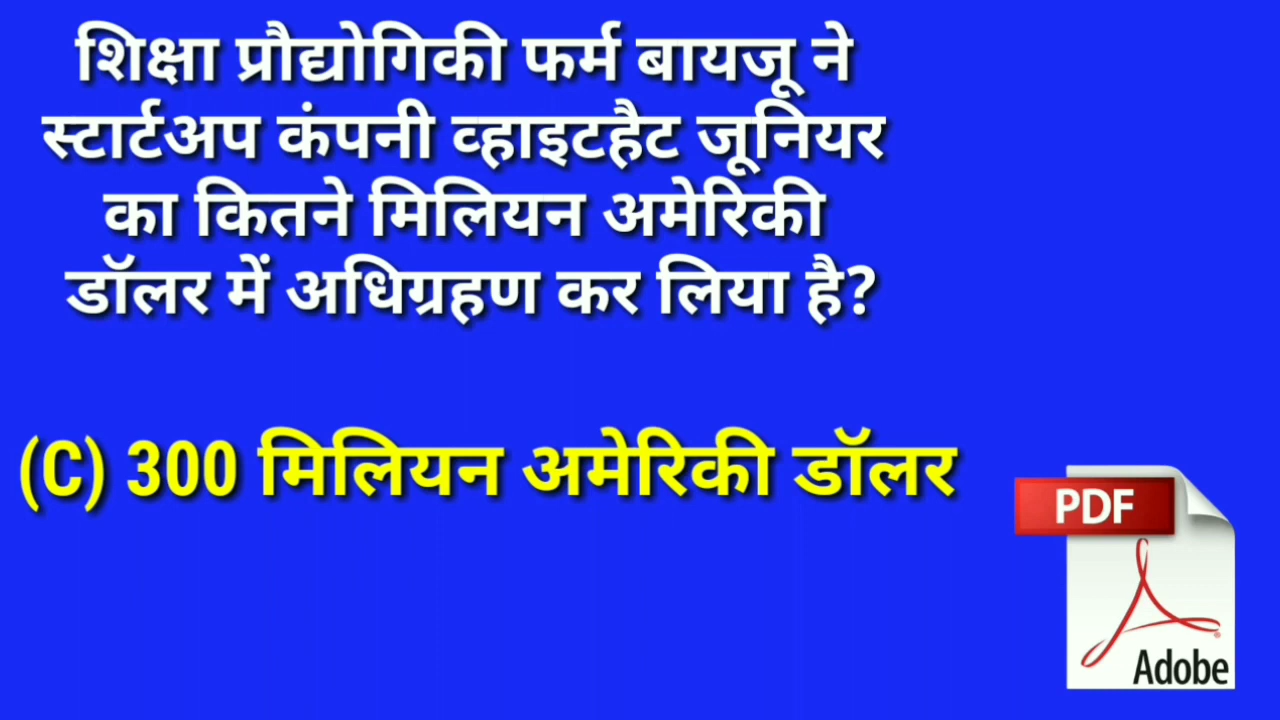 शिक्षा प्रौद्योगिकी फर्म बायजू ने
स्टार्टअप कंपनी व्हाइटहैट जूनियर
का कितने मिलियन अमेरिकी
डॉलर में अधिग्रहण कर लिया है?
(C) 300 मिलियन अमेरिकी डॉलर
PDF
Adobe